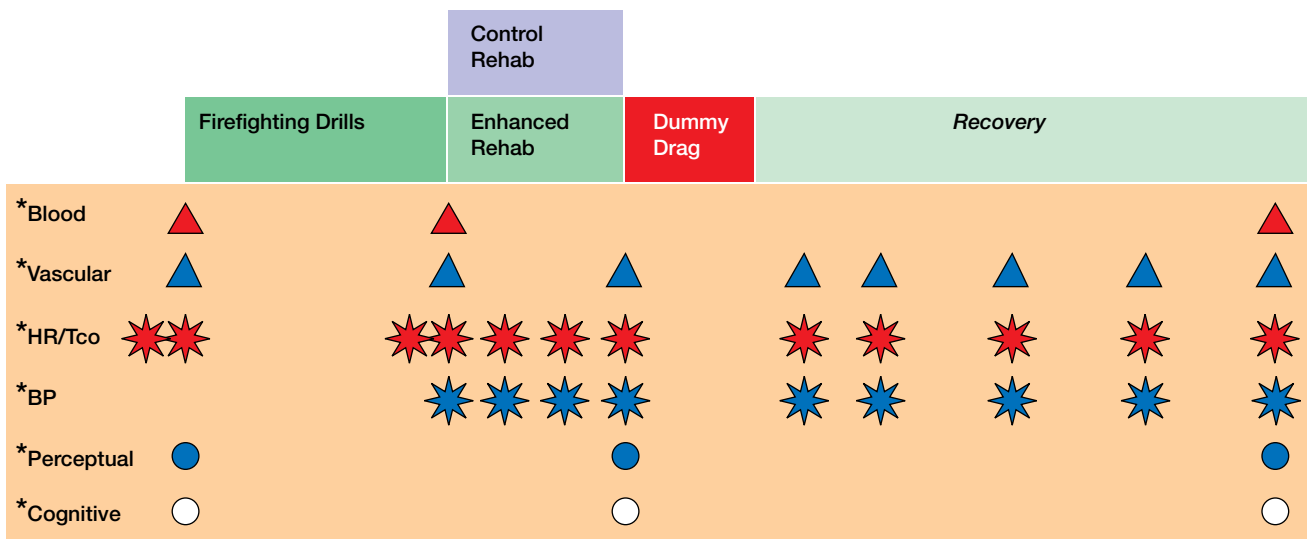 Control
Rehab
Firefighting Drills
Enhanced
Rehab
Dummy
Drag
Recovery
*Blood
*Vascular
*HR/Tco
*BP
*Perceptual
*Cognitive